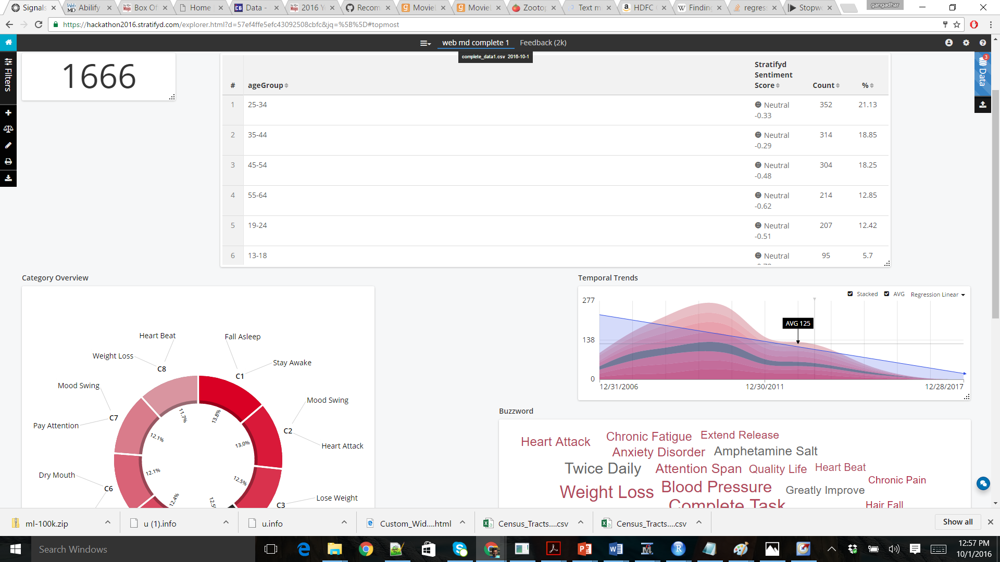 Signals
Abilify
Box Of
Home
Data -
2016 Y
Recom
Movie
Movie
Zootop
Text m
HDFC
Findin
regres
Stopw
gangadhar
https://hackathon2016.stratifyd.com/explorer.html?d=57ef4ffe5efc43092508cbfc&jq=%5B%5D#topmost
web md complete 1 Feedback (2k)
complete_data1.csv 2016-10-1
Filters
3
Data
1666
# ageGroup Stratifyd Sentiment Score Count %
1 25-34 Neutral -0.33 352 21.13
2 35-44 Neutral -0.29 314 18.85
3 45-54 Neutral -0.48 304 18.25
4 55-64 Neutral -0.62 214 12.85
5 19-24 Neutral -0.51 207 12.42
6 13-18 Neutral 95 5.7
Category Overview
Heart Beat
Fall Asleep
Weight Loss
Stay Awake
C8
C1
Mood Swing
Mood Swing
C7
C2
Pay Attention
Heart Attack
Dry Mouth
C6
Lose Weight
C3
11.7%
13.8%
12.1%
13.0%
12.1%
12.5%
12.4%
Temporal Trends
Stacked AVG Regression Linear
277
AVG 125
138
0
12/31/2006 12/30/2011 12/28/2017
Buzzword
Heart Attack Chronic Fatigue Extend Release
Anxiety Disorder Amphetamine Salt
Twice Daily Attention Span Quality Life Heart Beat
Chronic Pain
Weight Loss Blood Pressure Greatly Improve
Complete Task Hair Fall
ml-100k.zip
u (1).info
u.info
Custom_Wid....html
Census_Tracts....csv
Census_Tracts....csv
Show all
Search Windows
12:57 PM
10/1/2016